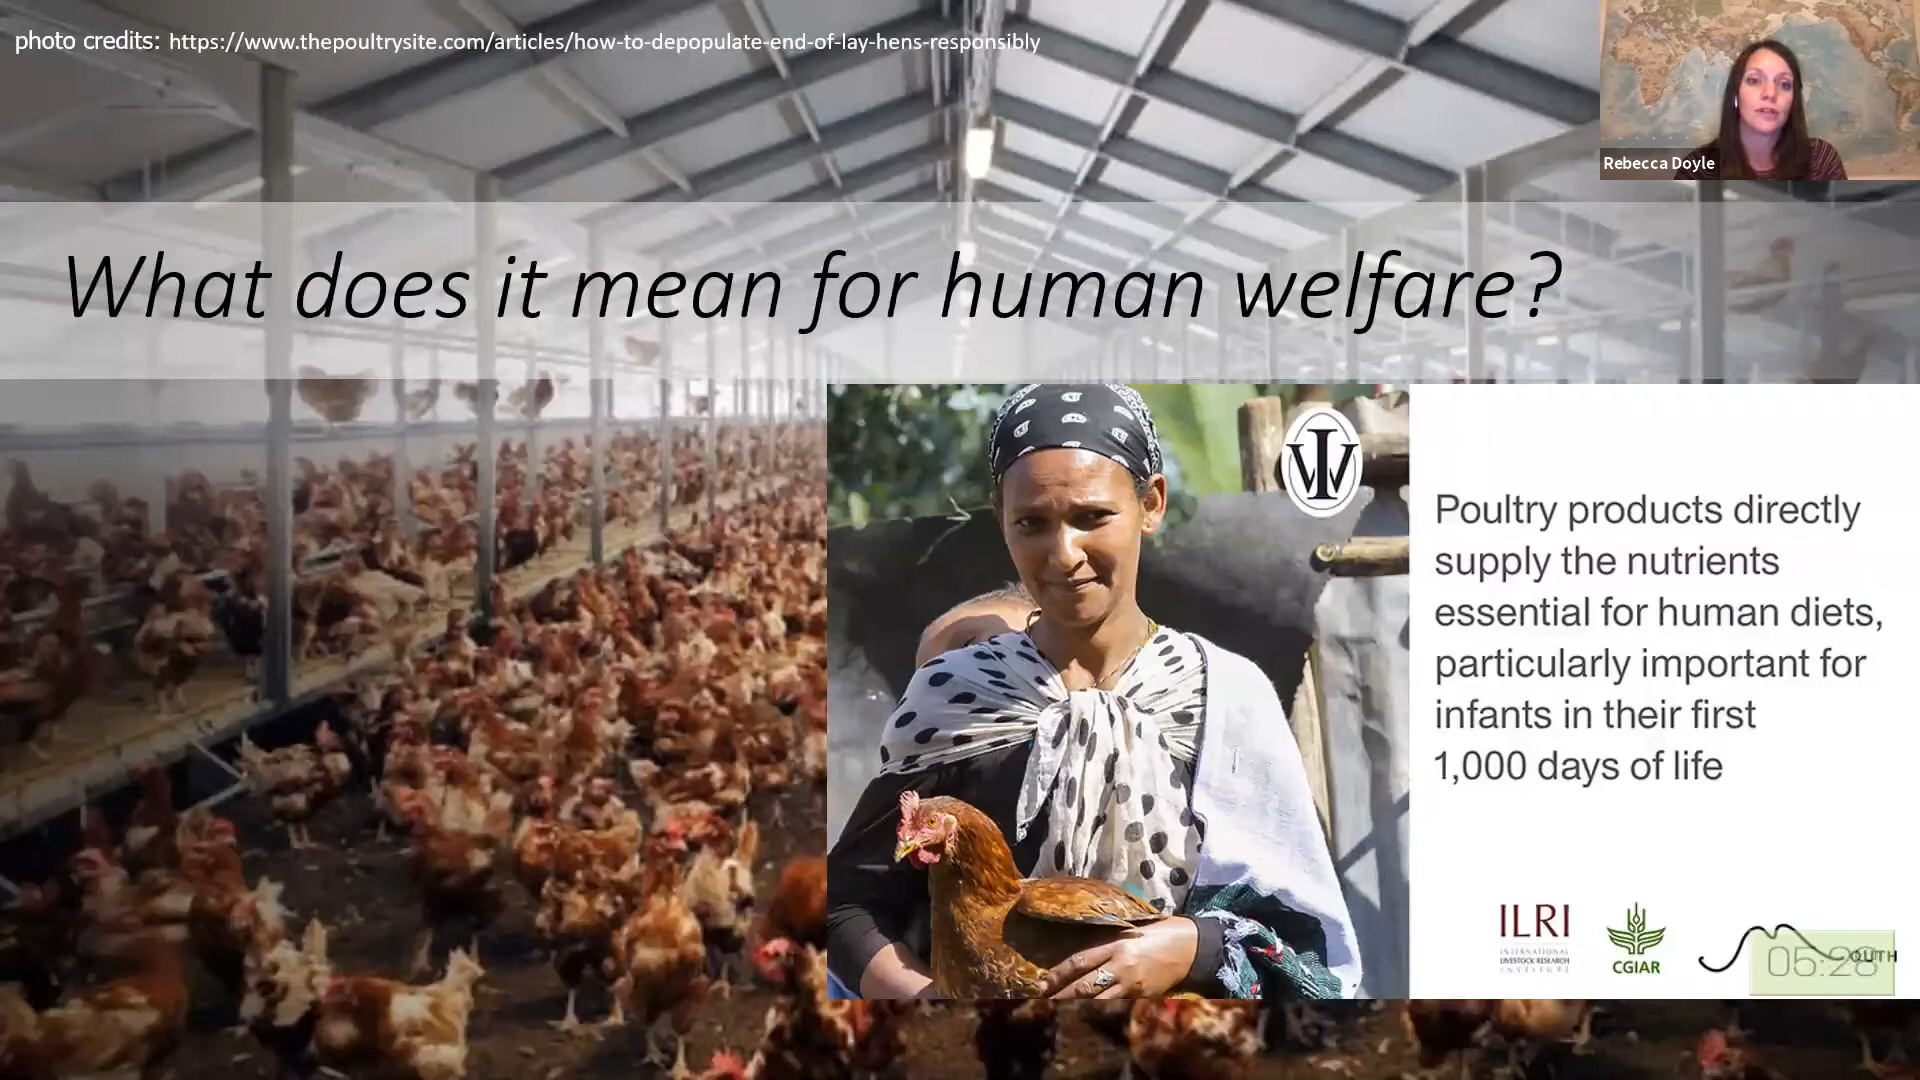 photo credits: https://www.thepoultrysite.com/articles/how-to-depopulate-end-of-lay-hens-responsibly
Rebecca Doyle
What does it mean for human welfare?
Poultry products directly
supply the nutrients
essential for human diets,
particularly important for
infants in their first
1,000 days of life
ILRI
INTERNATIONAL
LIVESTOCK RESEARCH
INSTITUTE
CGIAR
05:28